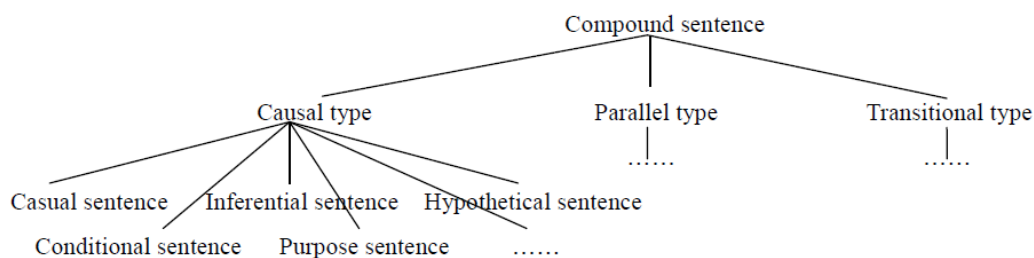 Compound sentence
Causal type Parallel type Transitional type
...... ......
Casual sentence Inferential sentence Hypothetical sentence
Conditional sentence Purpose sentence ......